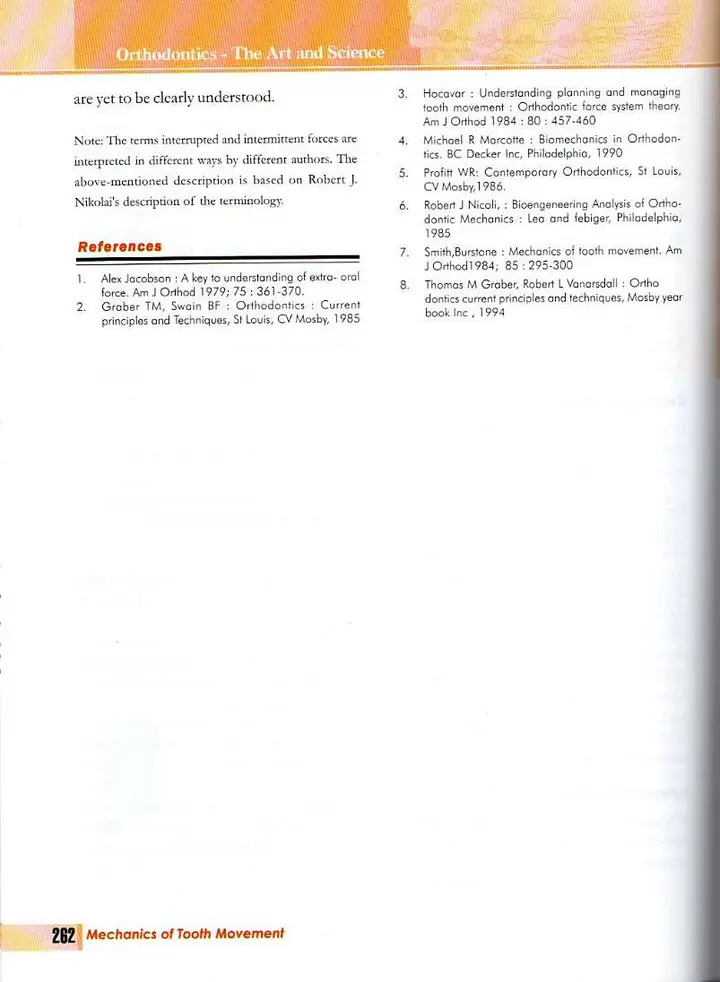 Orthodontics - The Art and Science
are yet to be clearly understood.
Note: The terms interrupted and intermittent forces are
interpreted in different ways by different authors. The
above-mentioned description is based on Robert J.
Nikolai's description of the terminology.
References
1. Alex Jacobson : A key to understanding of extra- oral
force. Am J Orthod 1979; 75 : 361-370.
2. Graber TM, Swain BF : Orthodontics : Current
principles and Techniques, St Louis, CV Mosby, 1985
3. Hocavar : Understanding planning and managing
tooth movement : Orthodontic force system theory.
Am J Orthod 1984 : 80 : 457-460
4. Michael R Marcotte : Biomechanics in Orthodon-
tics. BC Decker Inc, Philadelphia, 1990
5. Profitt WR: Contemporary Orthodontics, St Louis,
CV Mosby,1986.
6. Robert J Nicoli, : Bioengeneering Analysis of Ortho-
dontic Mechanics : Lea and febiger, Philadelphia,
1985
7. Smith,Burstone : Mechanics of tooth movement. Am
J Orthod1984; 85 : 295-300
8. Thomas M Graber, Robert L Vanarsdall : Ortho
dontics current principles and techniques, Mosby year
book Inc , 1994
262 Mechanics of Tooth Movement